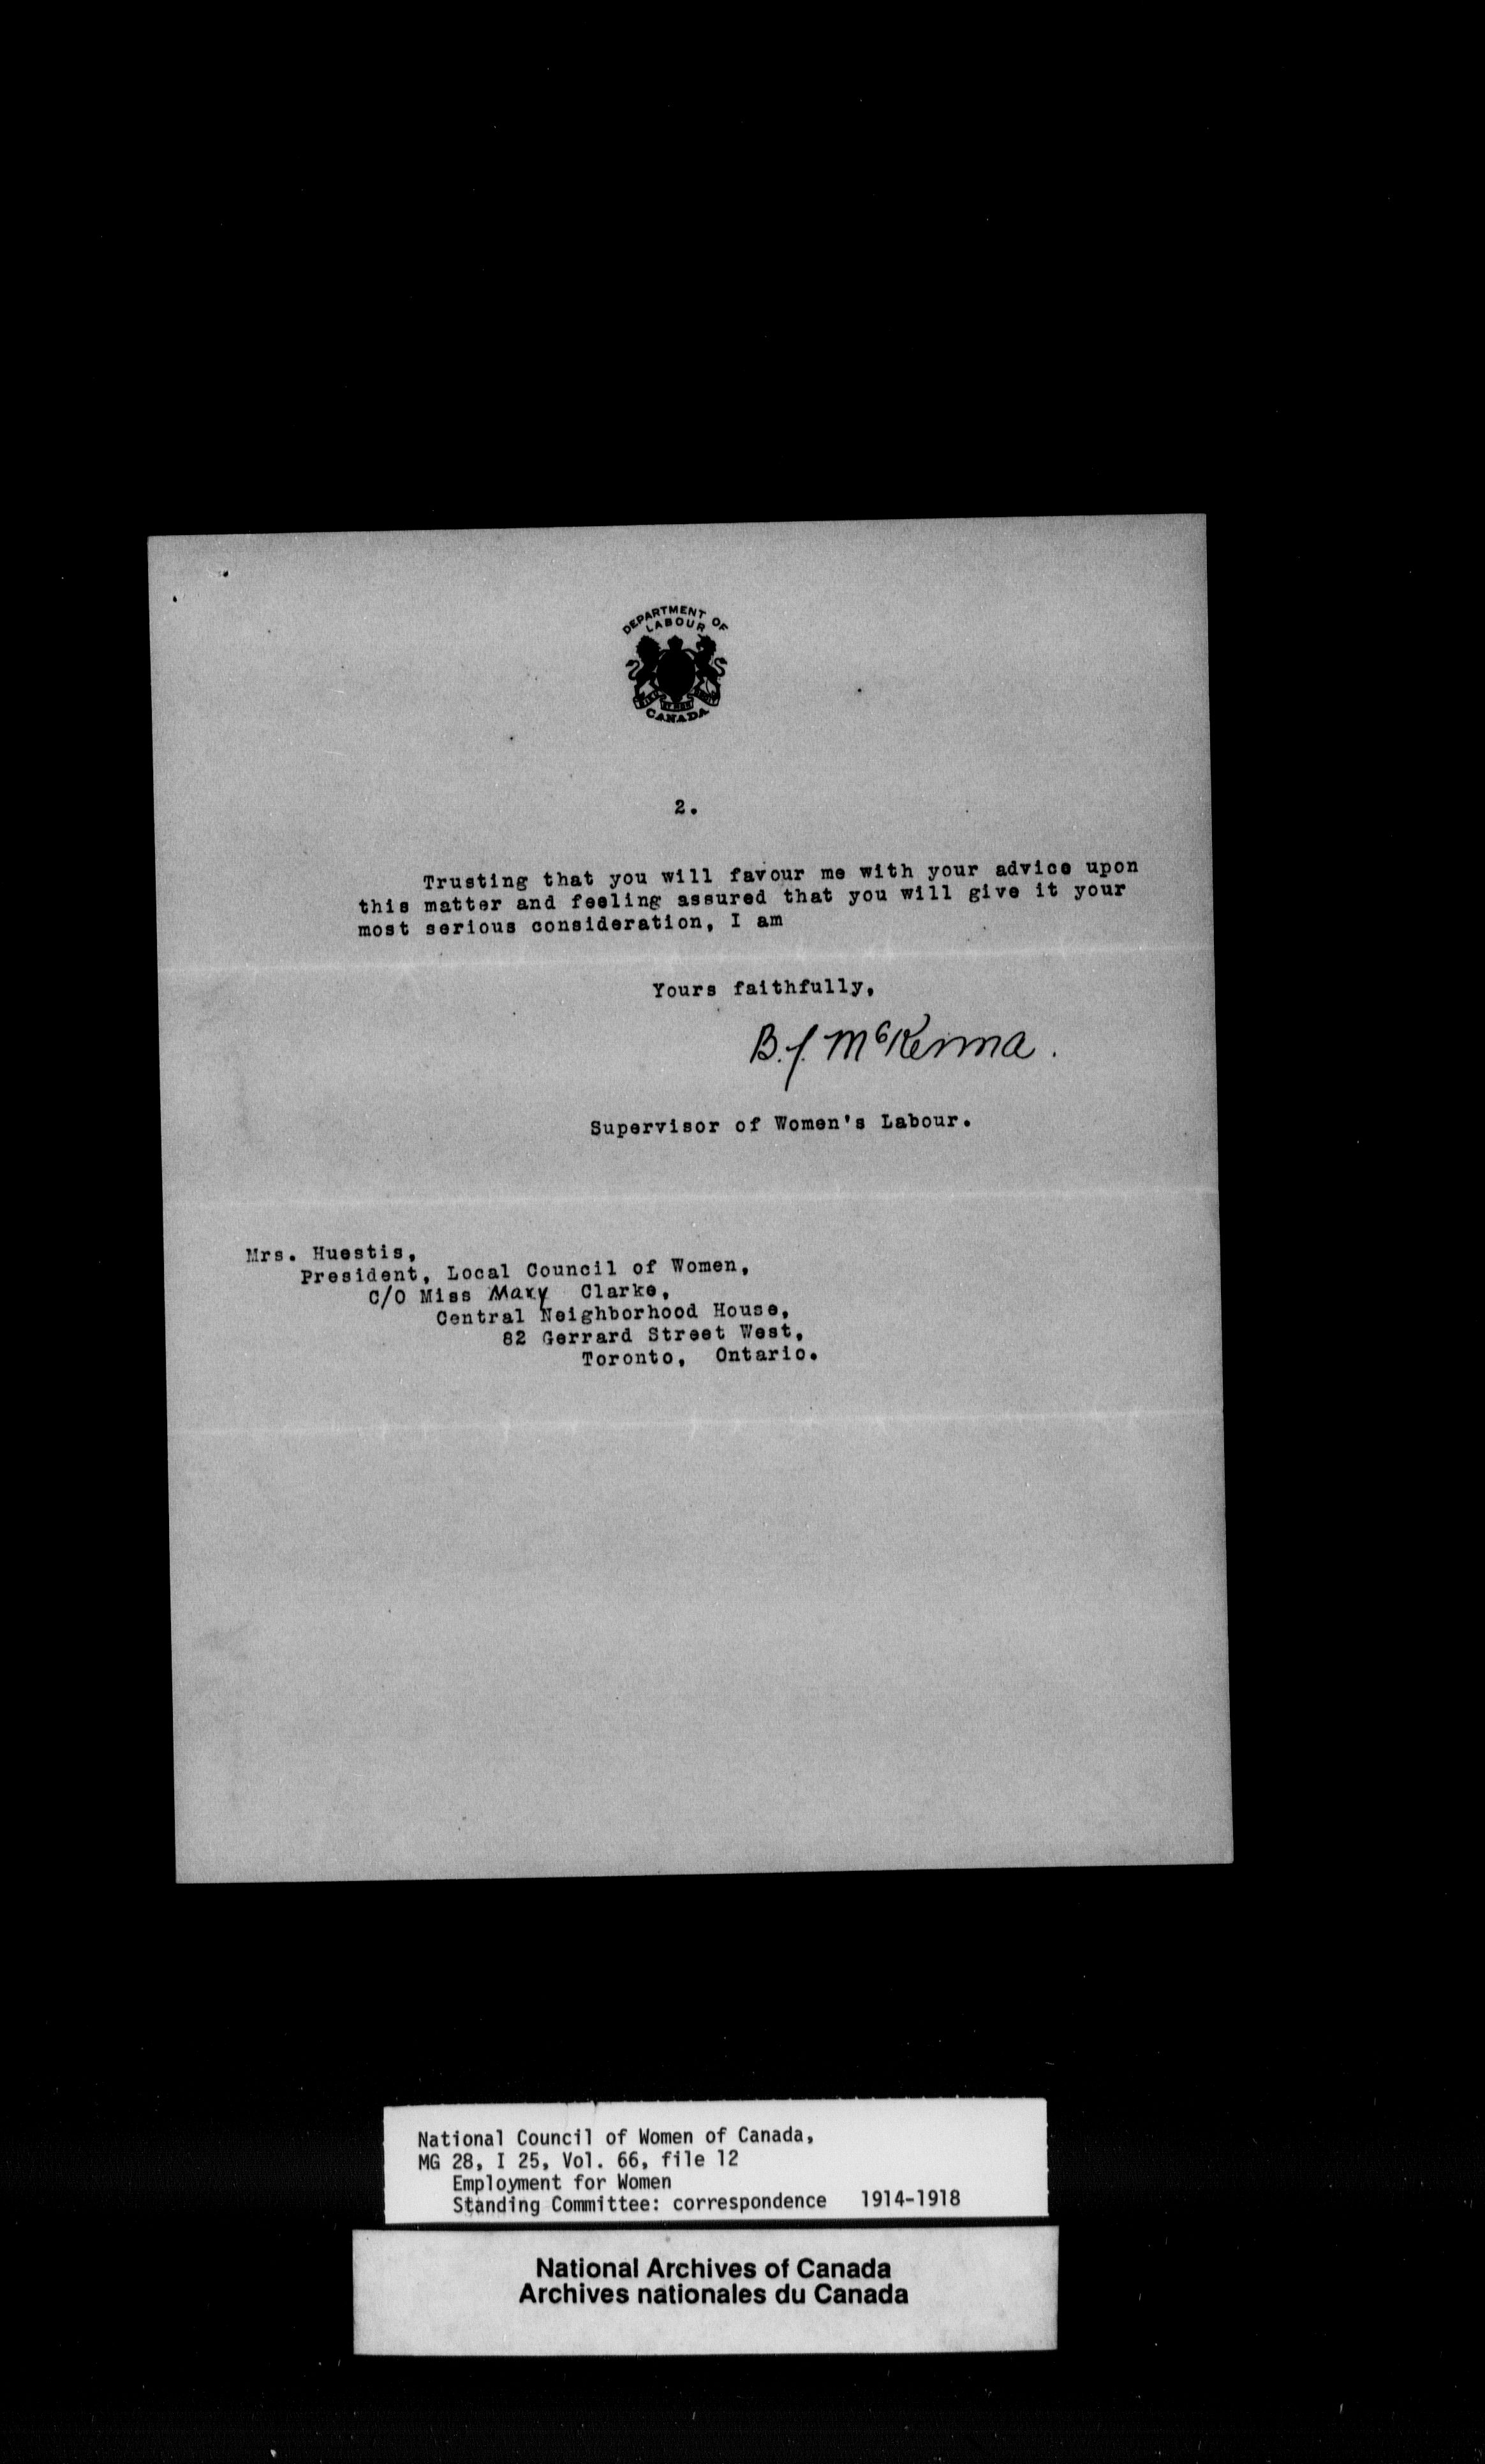 DEPARTMENT OF
LABOUR
CANADA
2.
Trusting that you will favour me with your advice upon
this matter and feeling assured that you will give it your
most serious consideration, I am
Yours faithfully,
B. J. McKenna.
Supervisor of Women's Labour.
Mrs. Huestis,
President, Local Council of Women,
C/O Miss Mary Clarke,
Central Neighborhood House,
82 Gerrard Street West,
Toronto, Ontario.
National Council of Women of Canada,
MG 28, I 25, Vol. 66, file 12
Employment for Women
Standing Committee: correspondence 1914-1918
National Archives of Canada
Archives nationales du Canada